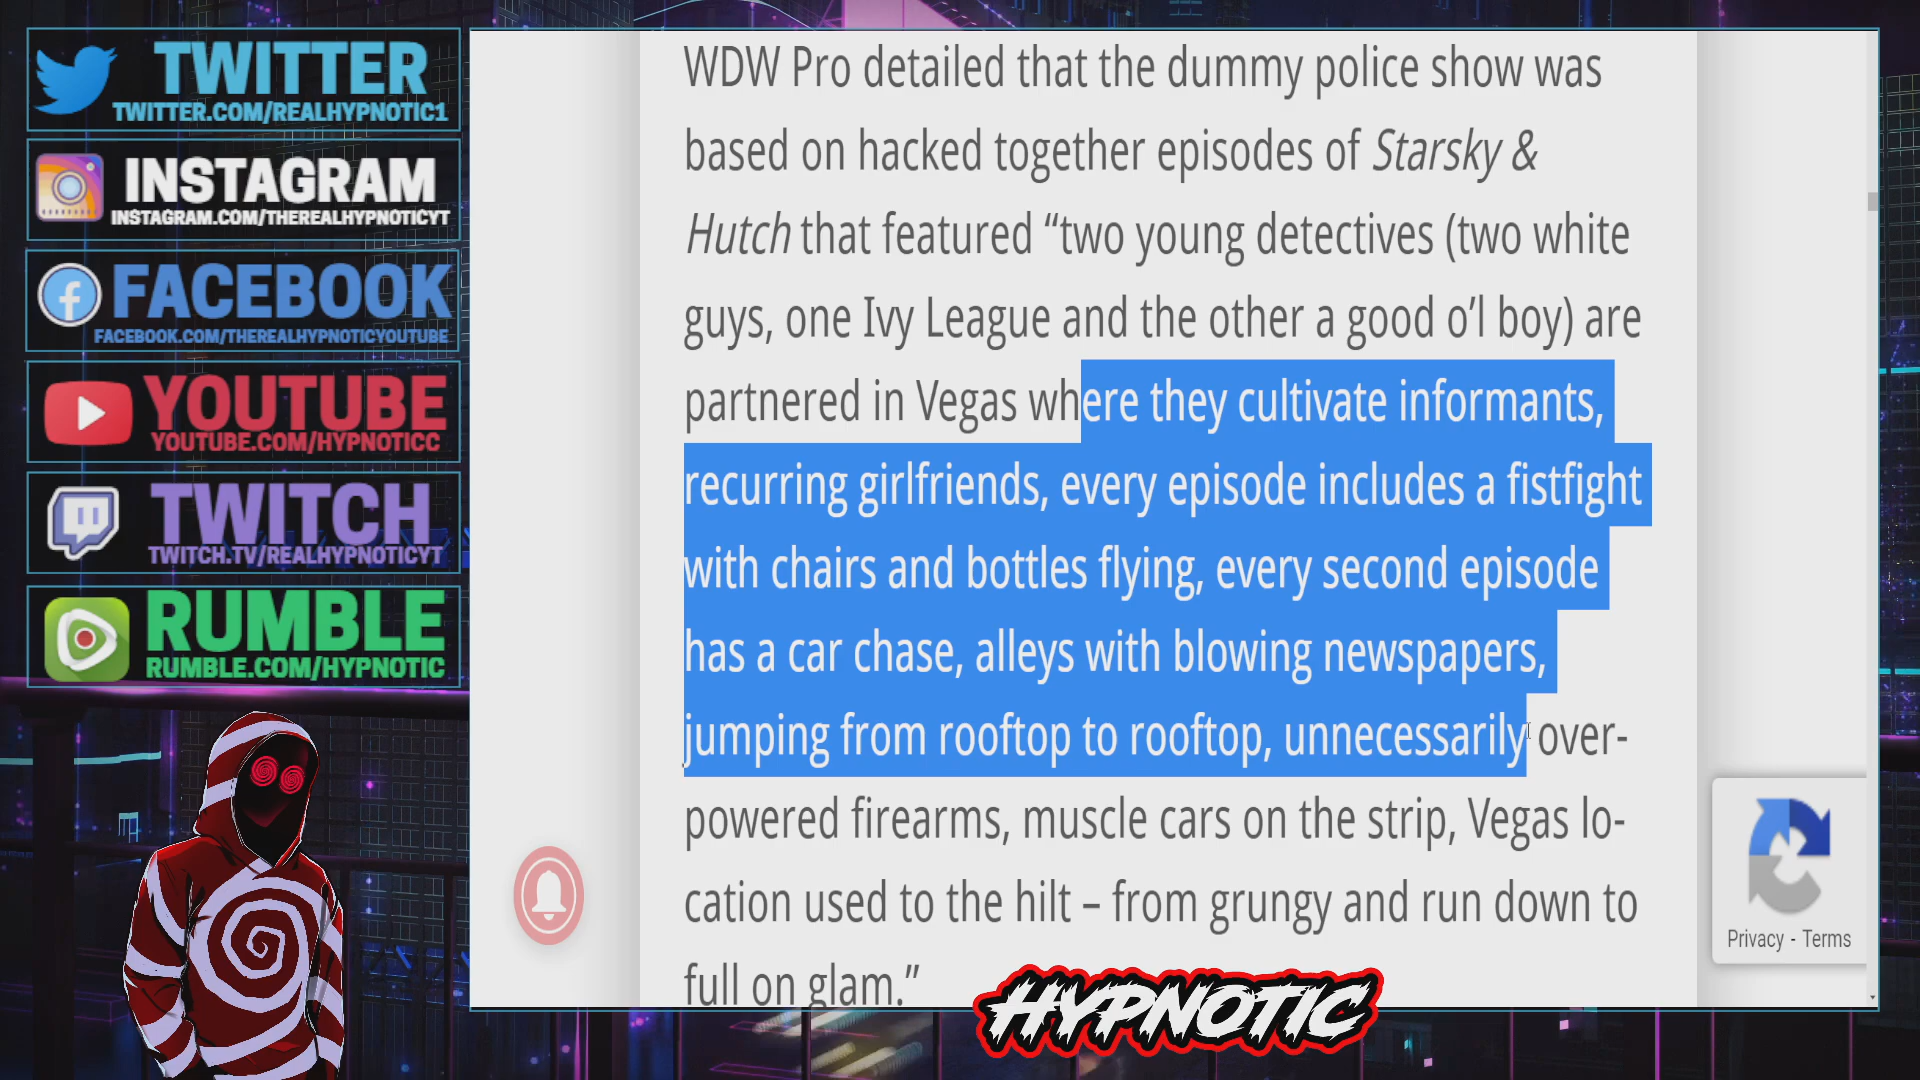 TWITTER
TWITTER.COM/REALHYPNOTIC1
INSTAGRAM
INSTAGRAM.COM/THEREALHYPNOTICYT
FACEBOOK
FACEBOOK.COM/THEREALHYPNOTICYOUTUBE
YOUTUBE
YOUTUBE.COM/HYPNOTICC
TWITCH
TWITCH.TV/REALHYPNOTICYT
RUMBLE
RUMBLE.COM/HYPNOTIC
WDW Pro detailed that the dummy police show was
based on hacked together episodes of Starsky &
Hutch that featured “two young detectives (two white
guys, one Ivy League and the other a good o’l boy) are
partnered in Vegas where they cultivate informants,
recurring girlfriends, every episode includes a fistfight
with chairs and bottles flying, every second episode
has a car chase, alleys with blowing newspapers,
jumping from rooftop to rooftop, unnecessarily over-
powered firearms, muscle cars on the strip, Vegas lo-
cation used to the hilt – from grungy and run down to
full on glam.”
Privacy - Terms
HYPNOTIC